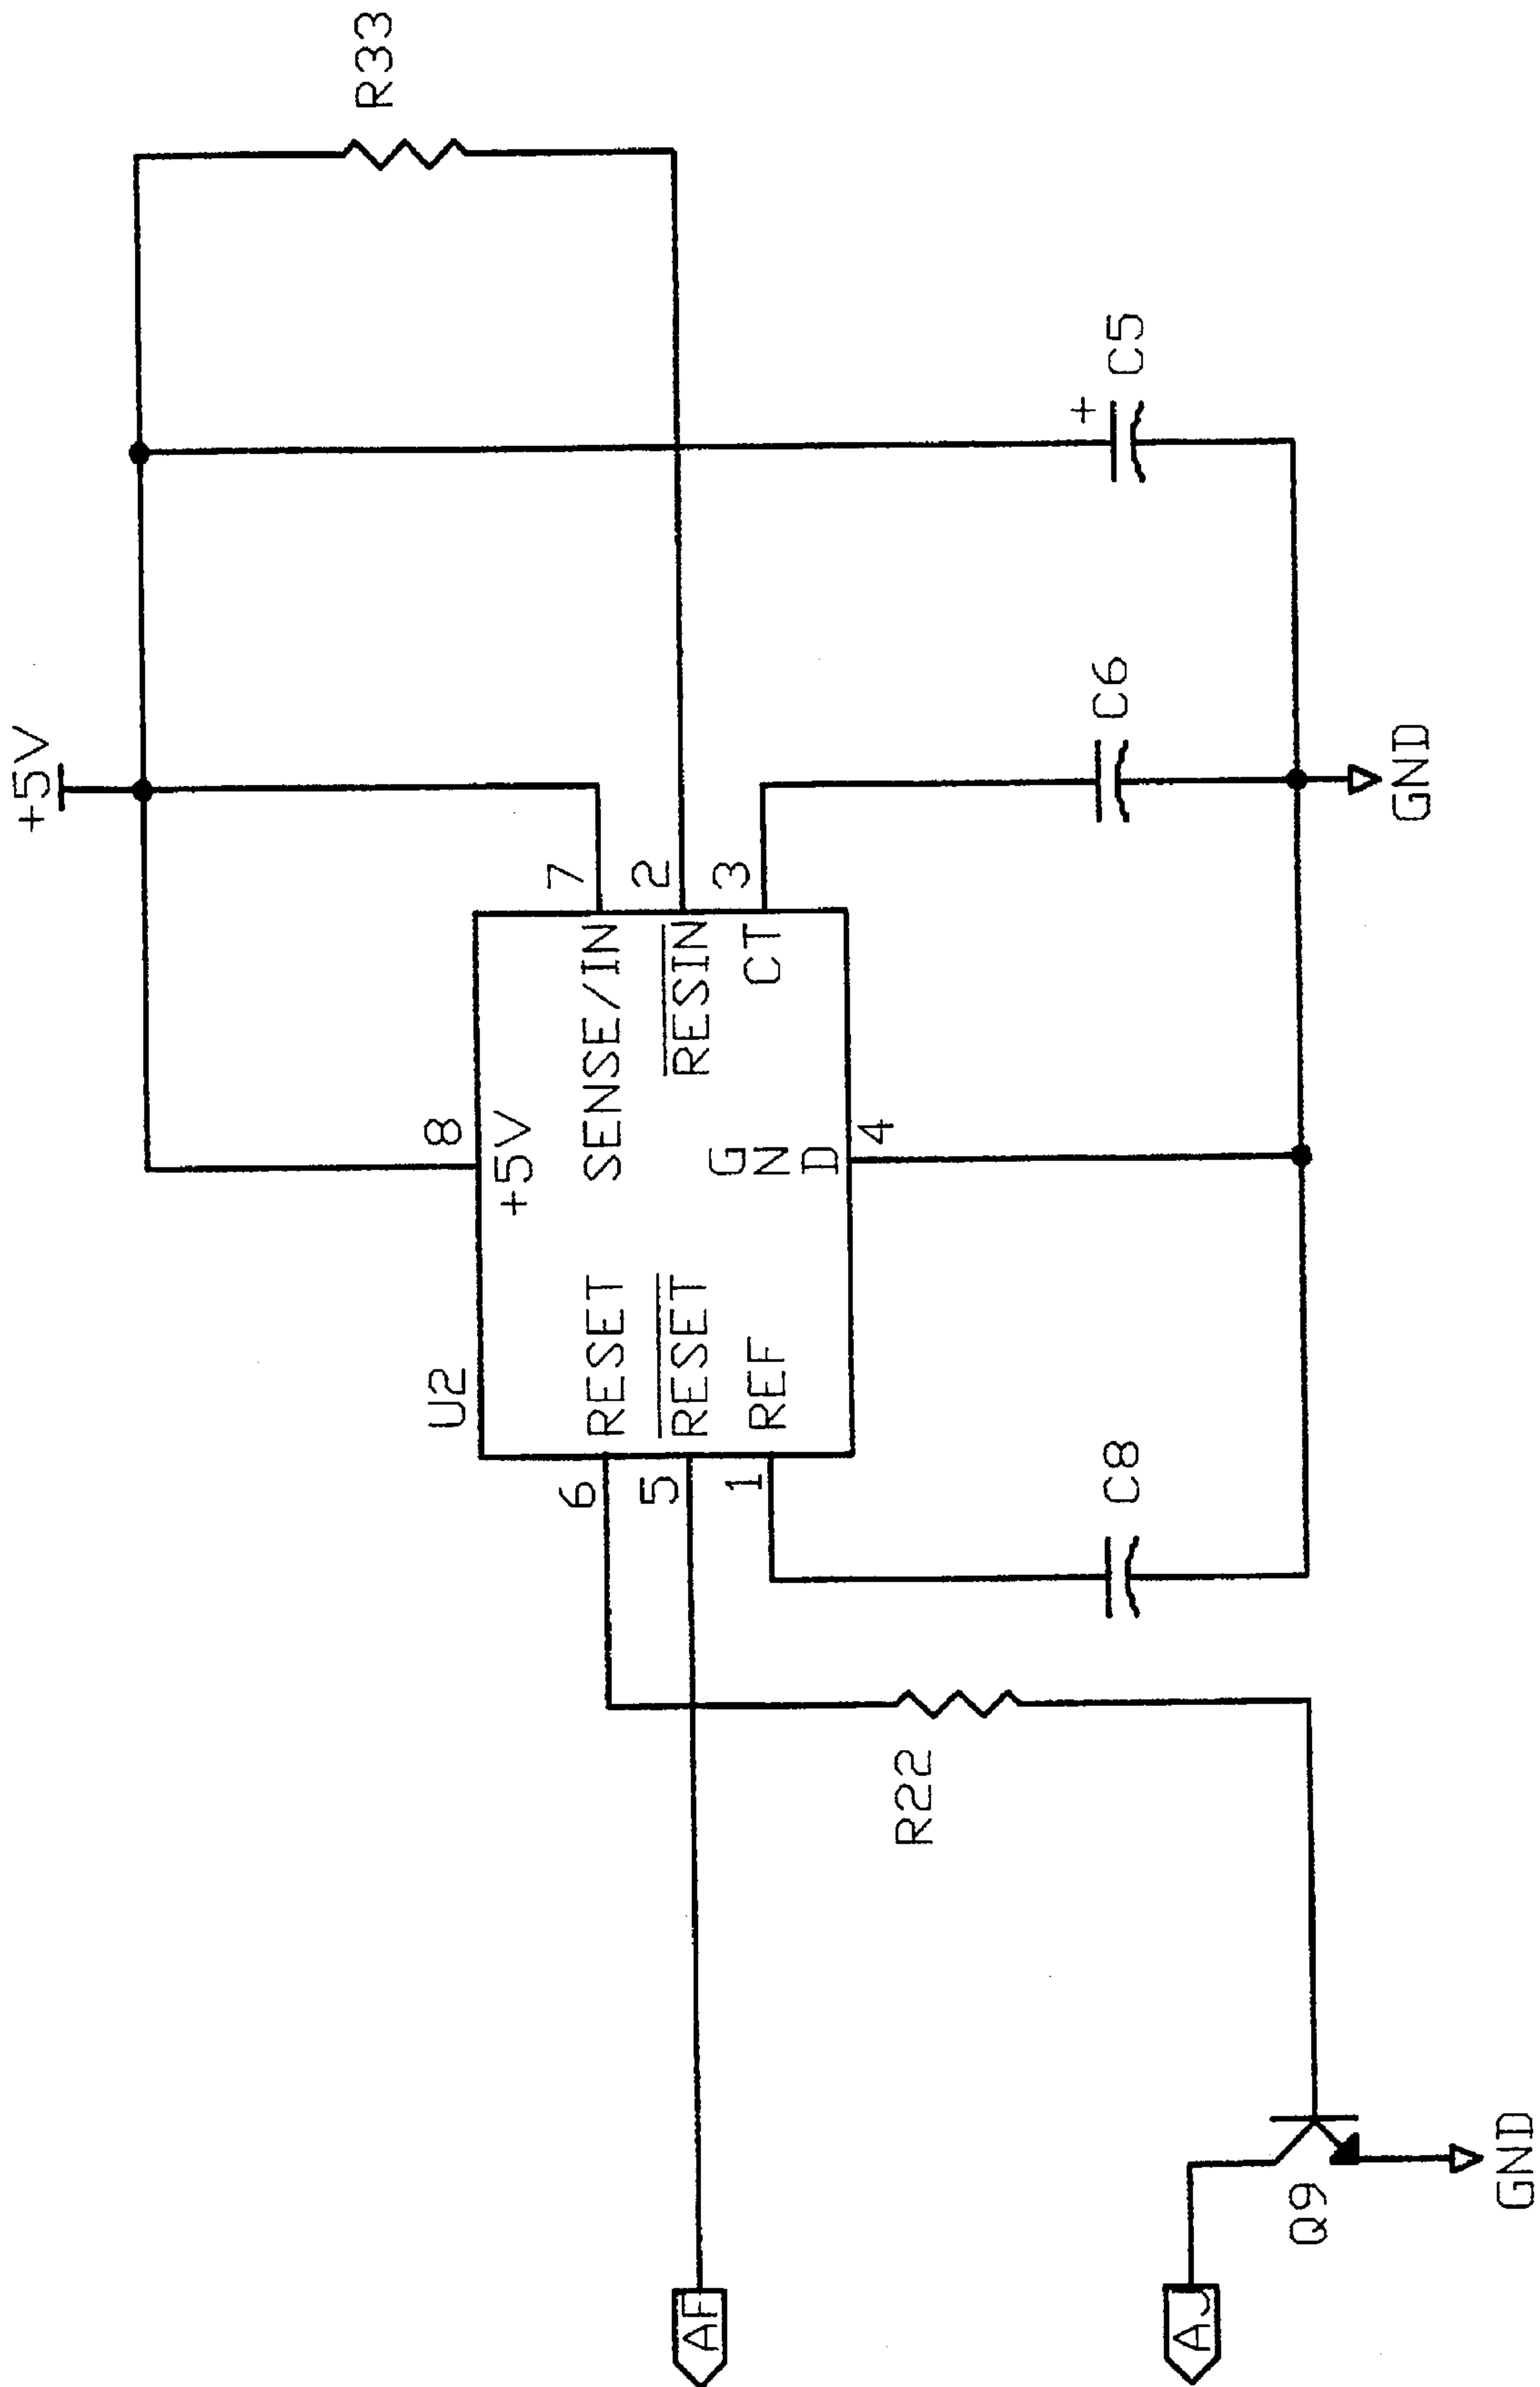 +5V
R33
U2
8
+5V
6
7
RESET
SENSE/IN
5
2
AF
RESET
RESIN
1
3
REF
G
N
D
CT
4
R22
+
C8
C6
C5
AJ
Q9
GND
GND